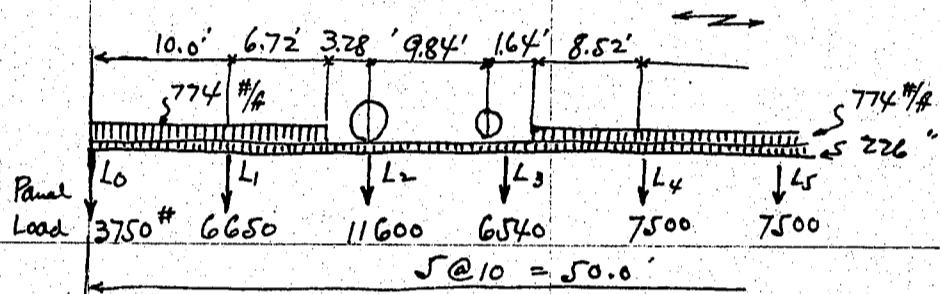 10.0' 6.72' 3.28' 9.84' 1.64' 8.52'
774 #/ft
774 #/ft
226 "
L0 L1 L2 L3 L4 L5
Panel
Load 3750# 6650 11600 6540 7500 7500
5@10 = 50.0'